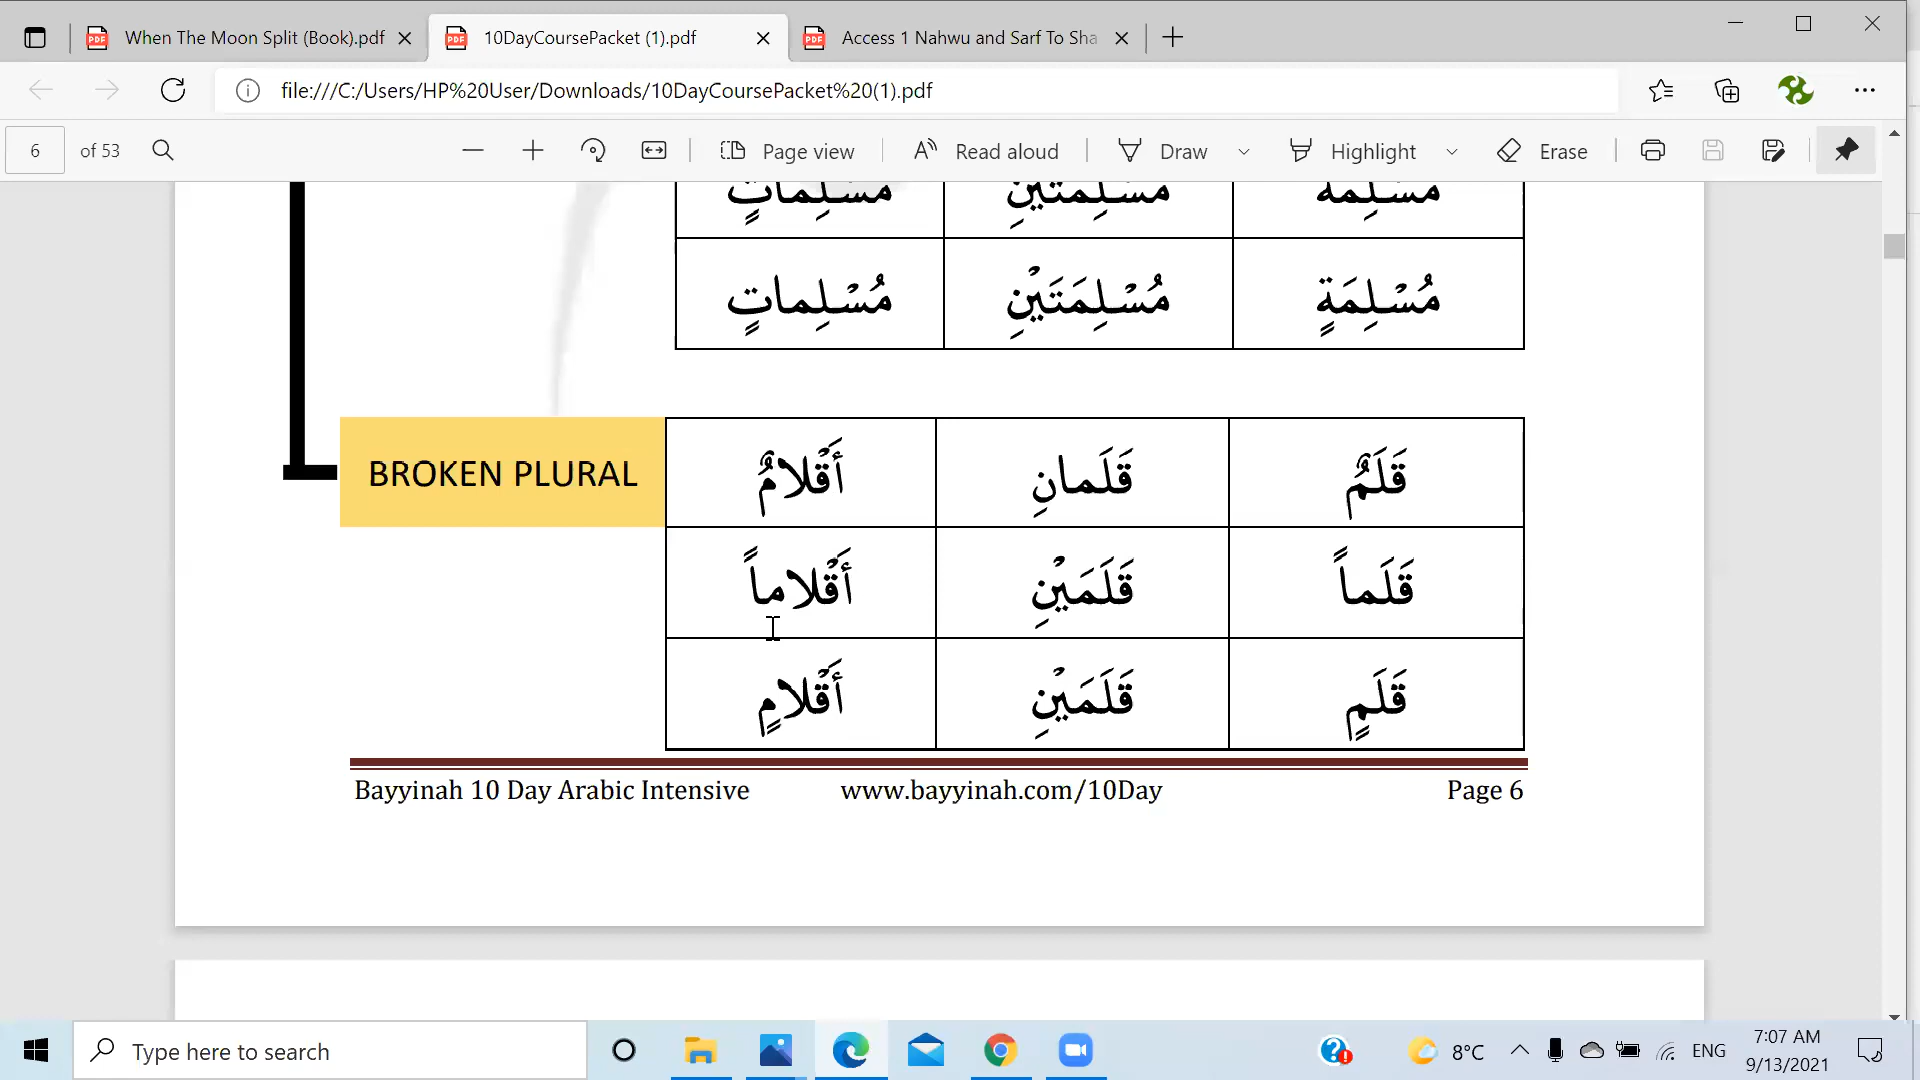 When The Moon Split (Book).pdf
10DayCoursePacket (1).pdf
Access 1 Nahwu and Sarf To Sha
file:///C:/Users/HP%20User/Downloads/10DayCoursePacket%20(1).pdf
6 of 53
Page view
Read aloud
Draw
Highlight
Erase
مُسْلِمَةٍ مُسْلِمَتَيْنِ مُسْلِماتٍ
BROKEN PLURAL
قَلَمٌ قَلَمانِ أَقْلامٌ
قَلَماً قَلَمَيْنِ أَقْلاماً
قَلَمٍ قَلَمَيْنِ أَقْلامٍ
Bayyinah 10 Day Arabic Intensive www.bayyinah.com/10Day Page 6
Type here to search
8°C
ENG
7:07 AM
9/13/2021